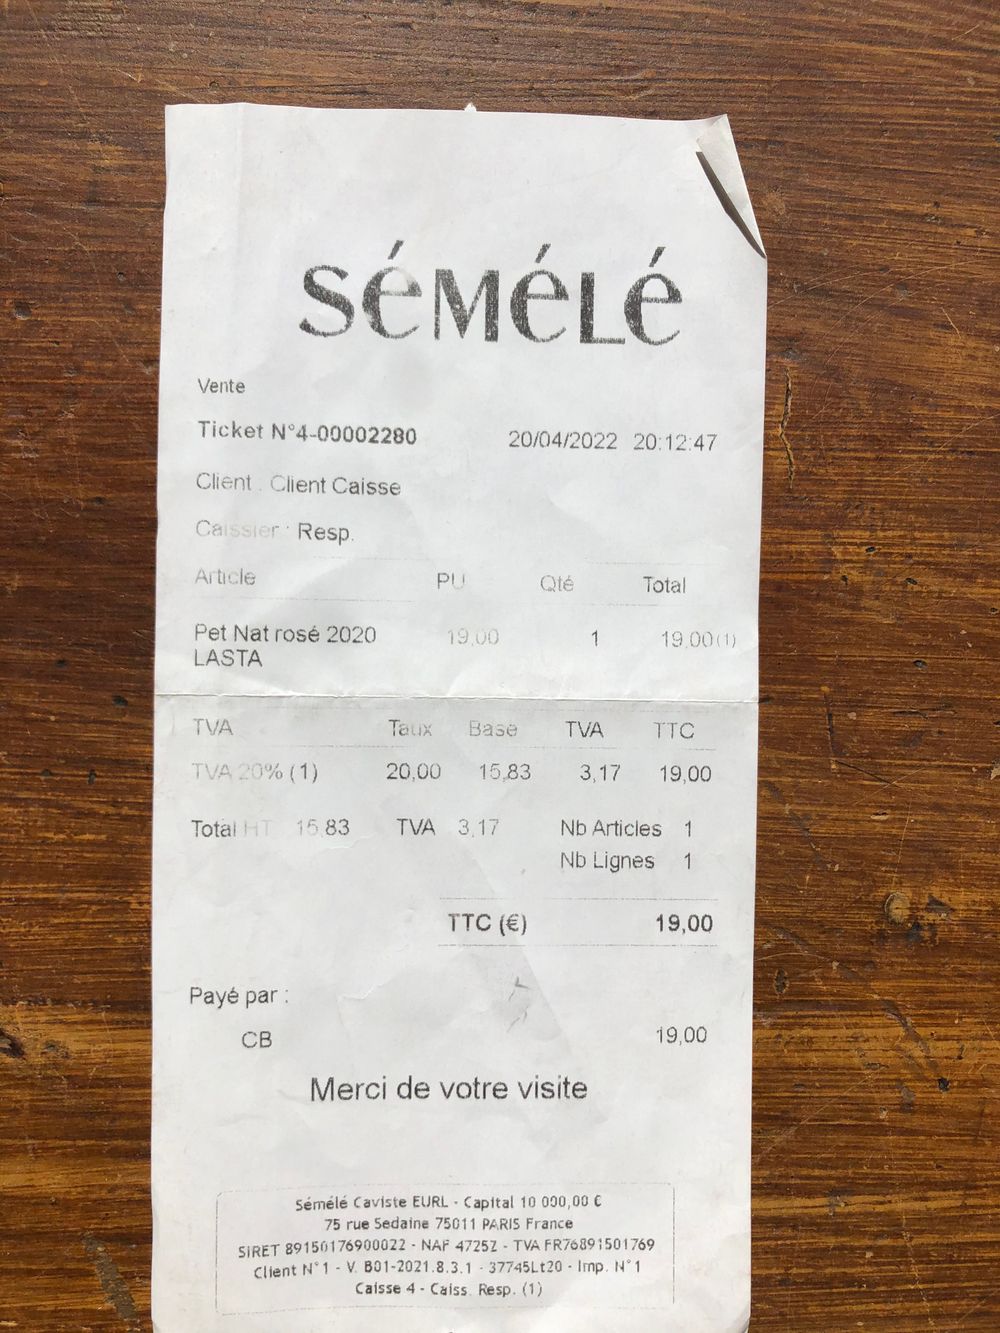 SéMéLé
Vente
Ticket N°4-00002280 20/04/2022 20:12:47
Client : Client Caisse
Caissier : Resp.
Article PU Qté Total
Pet Nat rosé 2020 19,00 1 19,00(1)
LASTA
TVA Taux Base TVA TTC
TVA 20% (1) 20,00 15,83 3,17 19,00
Total HT 15,83 TVA 3,17 Nb Articles 1
Nb Lignes 1
TTC (€) 19,00
Payé par :
CB 19,00
Merci de votre visite
Sémélé Caviste EURL - Capital 10 000,00 €
75 rue Sedaine 75011 PARIS France
SIRET 89150176900022 - NAF 4725Z - TVA FR76891501769
Client N°1 - V. B01-2021.8.3.1 - 37745Lt20 - Imp. N°1
Caisse 4 - Caiss. Resp. (1)